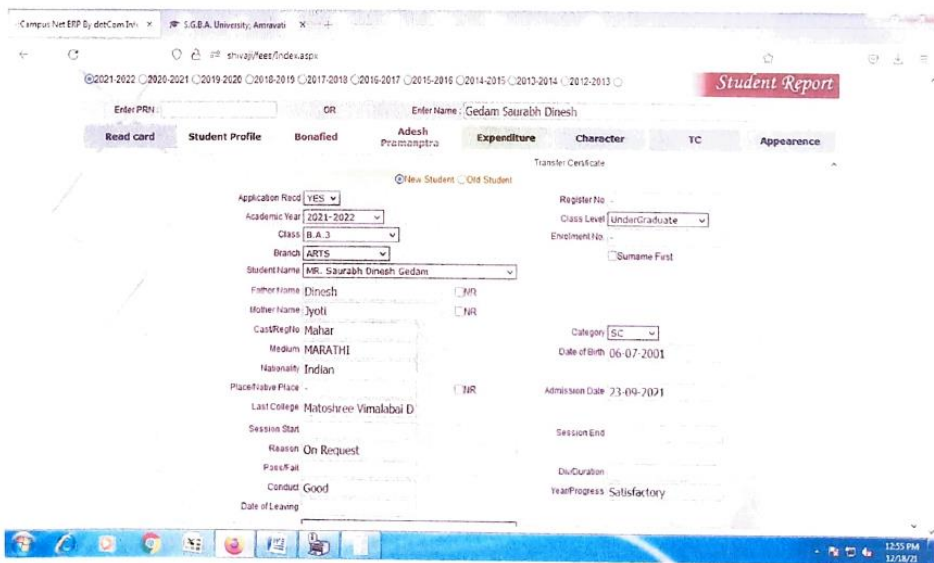 Campus Net ERP By dotCom Info × S.G.B.A. University, Amravati ×
shivaji/fees/Index.aspx
2021-2022 2020-2021 2019-2020 2018-2019 2017-2018 2016-2017 2015-2016 2014-2015 2013-2014 2012-2013
Student Report
Enter PRN : OR Enter Name : Gedam Saurabh Dinesh
Read card Student Profile Bonafied Adesh Pramanptra Expenditure Character TC Appearence
Transfer Certificate
New Student Old Student
Application Recd YES Register No -
Academic Year 2021-2022 Class Level UnderGraduate
Class B.A.3 Enrolment No. -
Branch ARTS Surname First
Student Name MR. Saurabh Dinesh Gedam
Father Name Dinesh NR
Mother Name Jyoti NR
Cast/RegNo Mahar Category SC
Medium MARATHI Date of Birth 06-07-2001
Nationality Indian
Place/Native Place - NR Admission Date 23-09-2021
Last College Matoshree Vimalabai D
Session Start Session End
Reason On Request
Pass/Fail Div/Duration
Conduct Good Year/Progress Satisfactory
Date of Leaving
12:55 PM
12/18/21